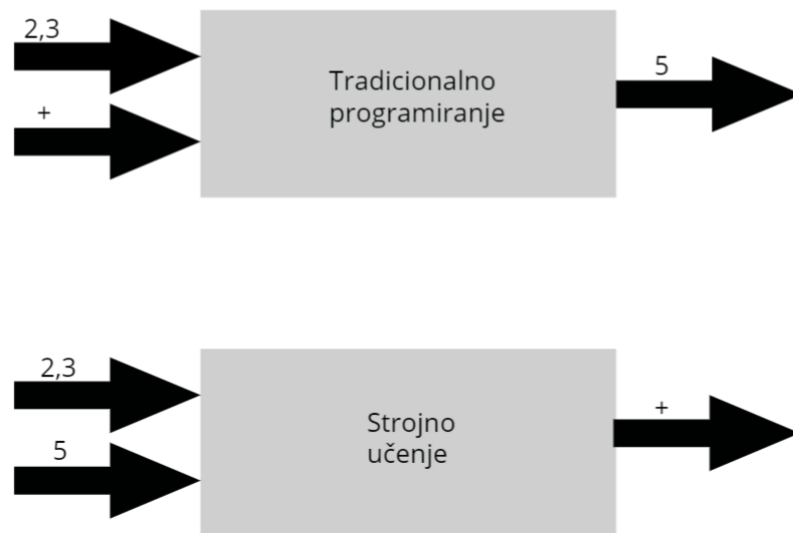 2,3
+
Tradicionalno
programiranje
5
2,3
5
Strojno
učenje
+